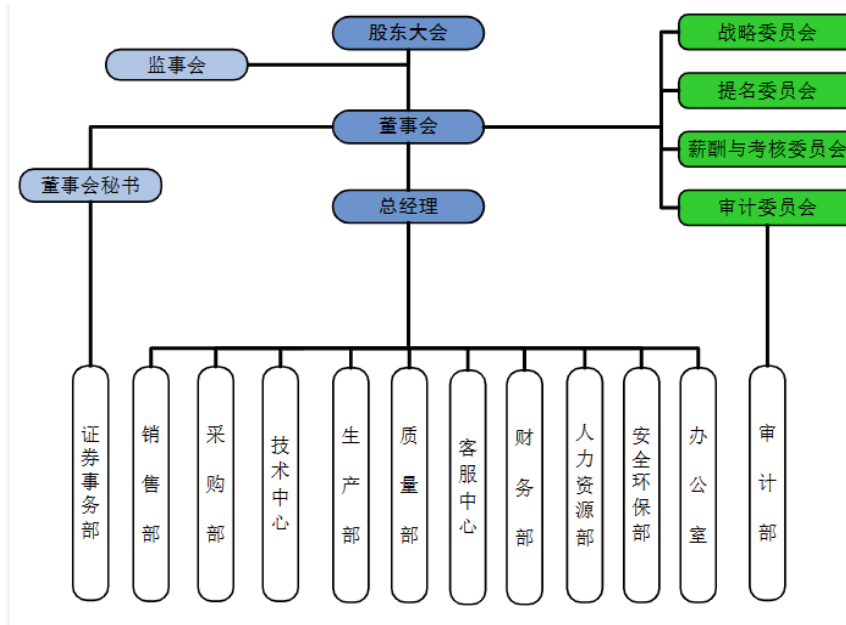 股东大会
战略委员会
监事会
提名委员会
董事会
薪酬与考核委员会
董事会秘书
总经理
审计委员会
证券事务部
销售部
采购部
技术中心
生产部
质量部
客服中心
财务部
人力资源部
安全环保部
办公室
审计部